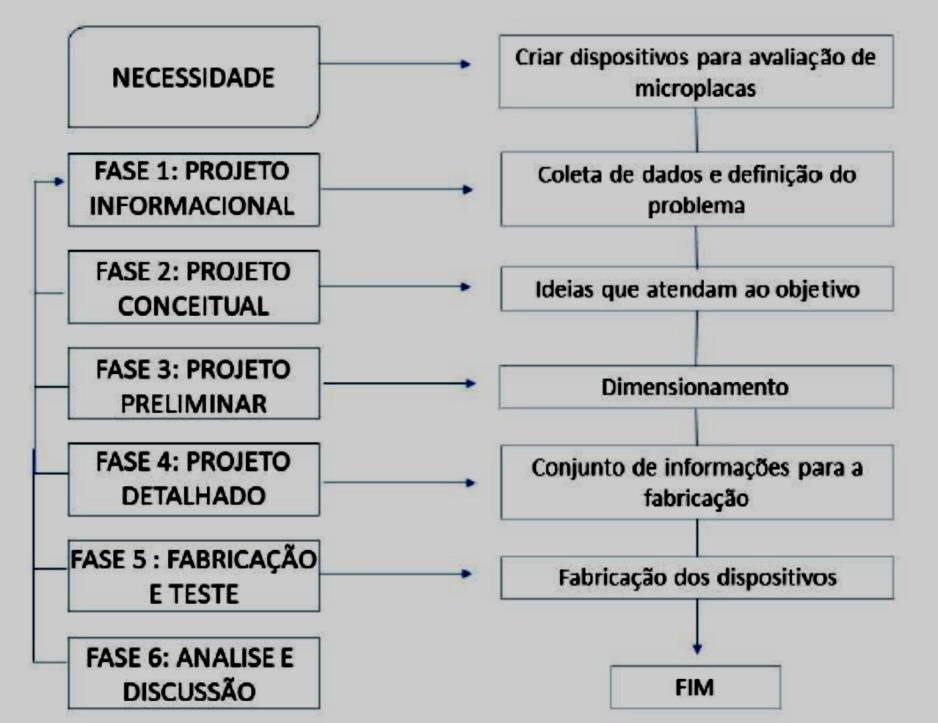 NECESSIDADE
Criar dispositivos para avaliação de
microplacas
FASE 1: PROJETO
INFORMACIONAL
Coleta de dados e definição do
problema
FASE 2: PROJETO
CONCEITUAL
Ideias que atendam ao objetivo
FASE 3: PROJETO
PRELIMINAR
Dimensionamento
FASE 4: PROJETO
DETALHADO
Conjunto de informações para a
fabricação
FASE 5 : FABRICAÇÃO
E TESTE
Fabricação dos dispositivos
FASE 6: ANALISE E
DISCUSSÃO
FIM